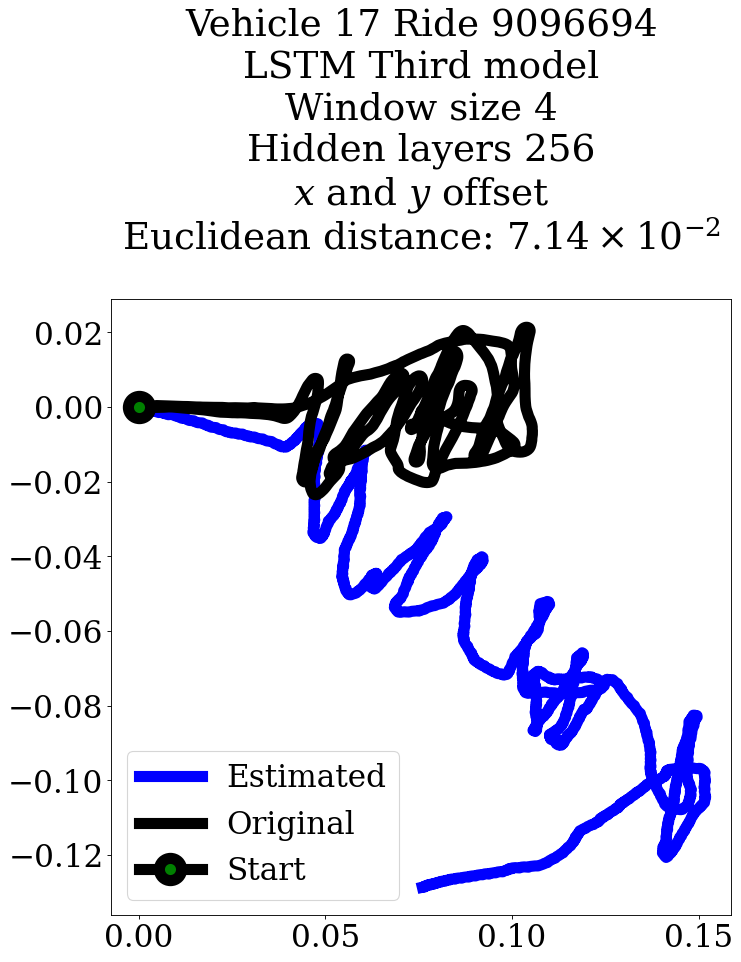 Vehicle 17 Ride 9096694
LSTM Third model
Window size 4
Hidden layers 256
x and y offset
Euclidean distance: 7.14 × 10⁻²
0.02
0.00
−0.02
−0.04
−0.06
−0.08
−0.10
−0.12
Estimated
Original
Start
0.00 0.05 0.10 0.15